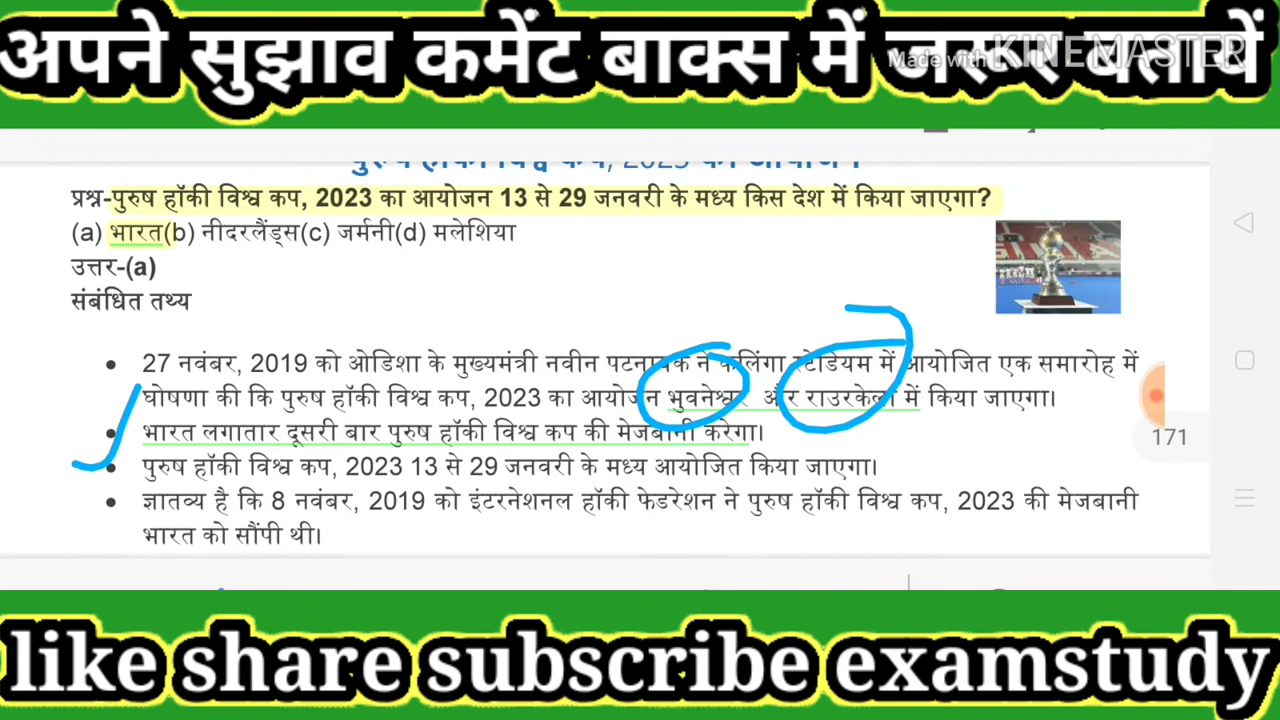 अपने सुझाव कमेंट बाक्स में जरूर बतायें
Made with KINEMASTER
पुरुष हॉकी विश्व कप, 2023 का आयोजन
प्रश्न-पुरुष हॉकी विश्व कप, 2023 का आयोजन 13 से 29 जनवरी के मध्य किस देश में किया जाएगा?
(a) भारत(b) नीदरलैंड्स(c) जर्मनी(d) मलेशिया
उत्तर-(a)
संबंधित तथ्य
27 नवंबर, 2019 को ओडिशा के मुख्यमंत्री नवीन पटनायक ने कलिंगा स्टेडियम में आयोजित एक समारोह में
घोषणा की कि पुरुष हॉकी विश्व कप, 2023 का आयोजन भुवनेश्वर और राउरकेला में किया जाएगा।
भारत लगातार दूसरी बार पुरुष हॉकी विश्व कप की मेजबानी करेगा।
171
पुरुष हॉकी विश्व कप, 2023 13 से 29 जनवरी के मध्य आयोजित किया जाएगा।
ज्ञातव्य है कि 8 नवंबर, 2019 को इंटरनेशनल हॉकी फेडरेशन ने पुरुष हॉकी विश्व कप, 2023 की मेजबानी
भारत को सौंपी थी।
like share subscribe examstudy